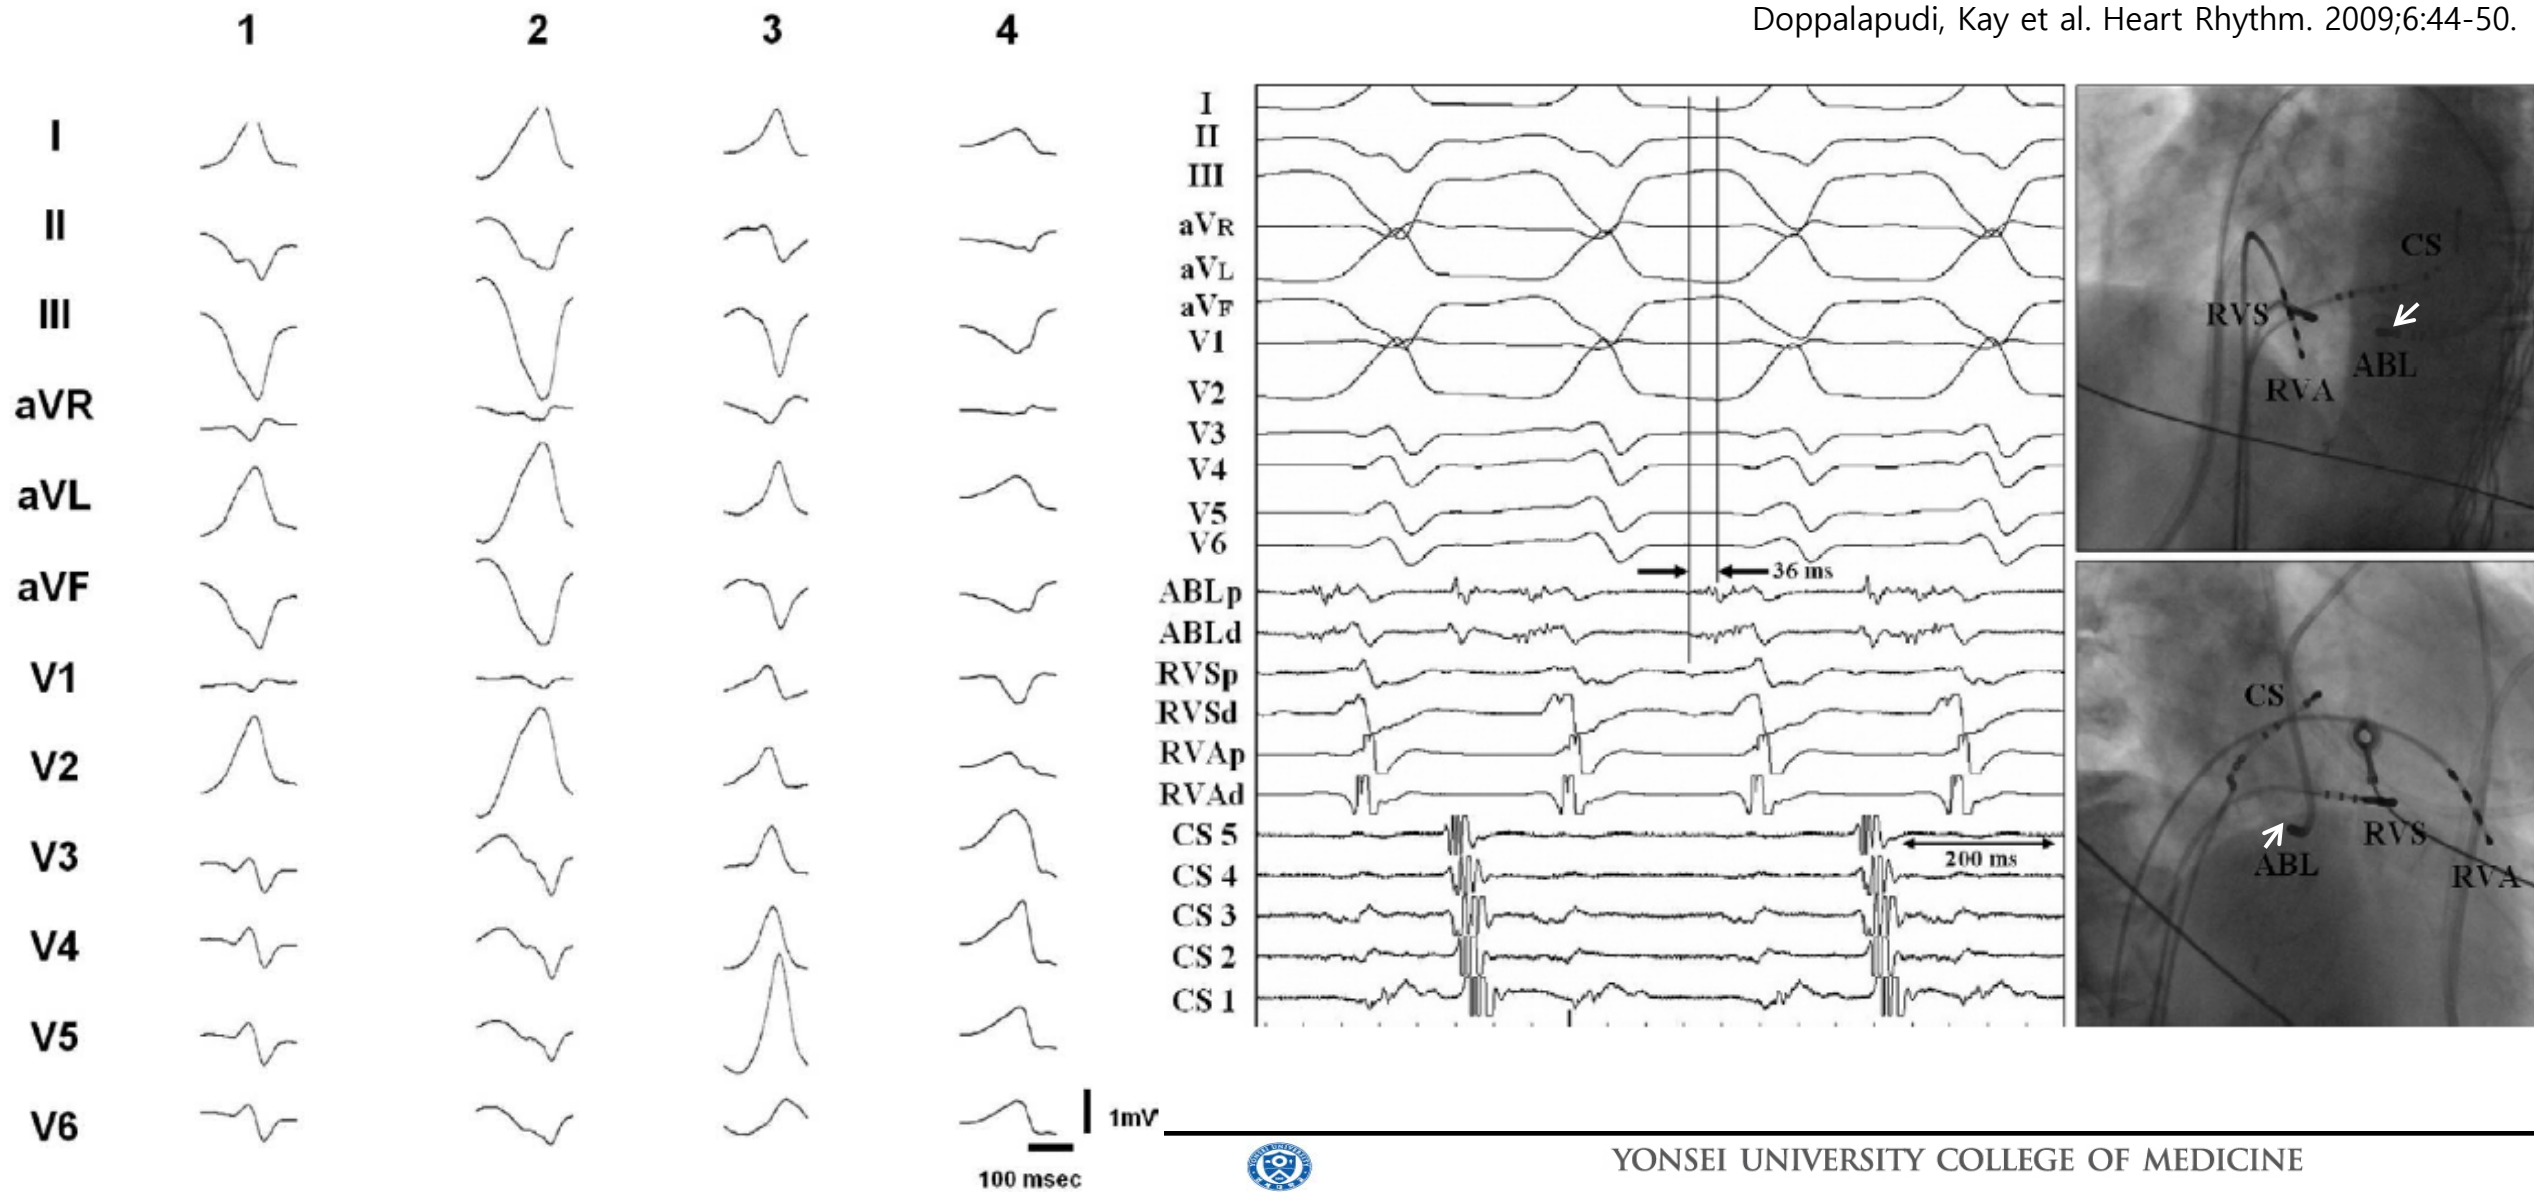 1 2 3 4
Doppalapudi, Kay et al. Heart Rhythm. 2009;6:44-50.
I
II
III
aVR
aVL
aVF
V1
V2
V3
V4
V5
V6
1mV
100 msec
I
II
III
aVR
aVL
aVF
V1
V2
V3
V4
V5
V6
36 ms
ABLp
ABLd
RVSp
RVSd
RVAp
RVAd
CS 5
200 ms
CS 4
CS 3
CS 2
CS 1
CS
RVS
ABL
RVA
CS
RVS
ABL
RVA
YONSEI UNIVERSITY COLLEGE OF MEDICINE